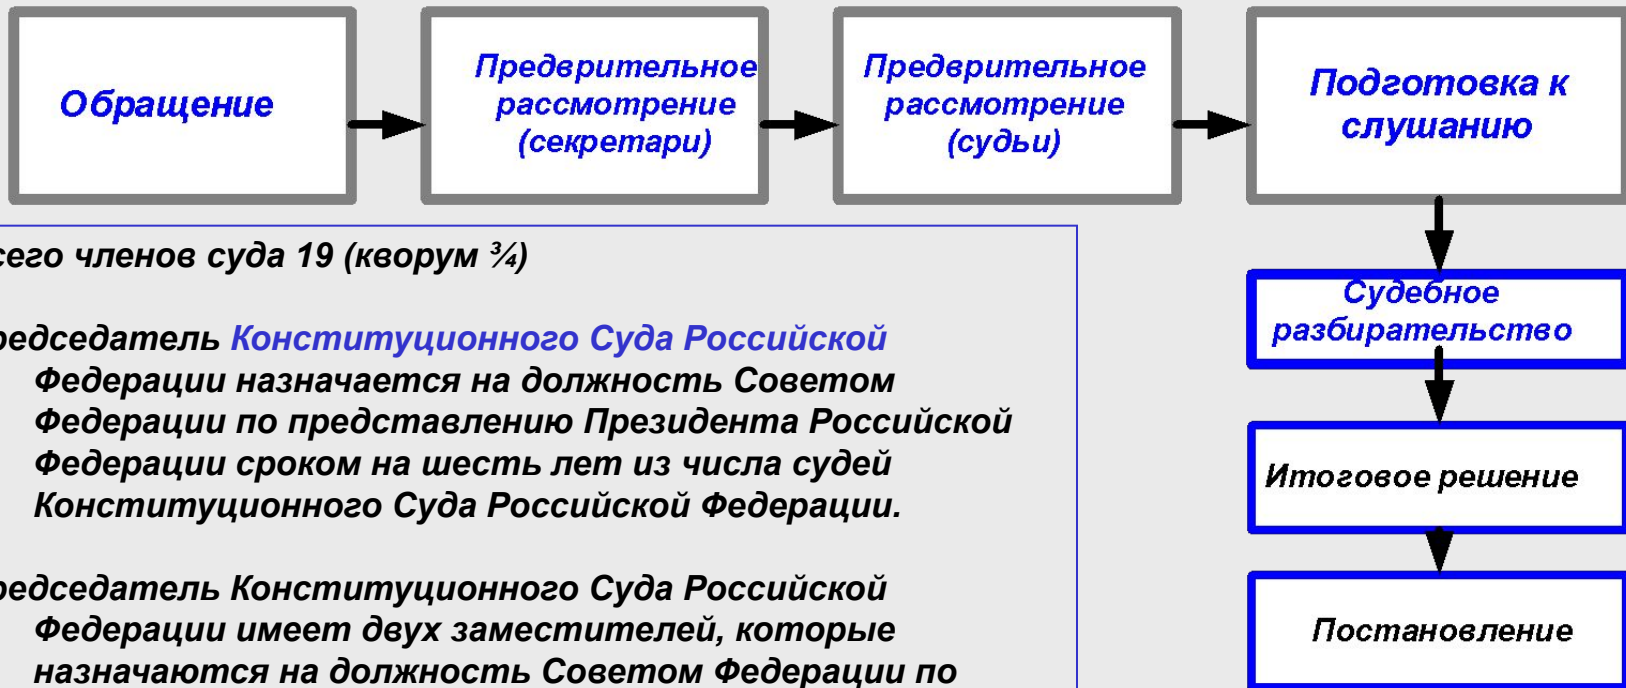 Обращение
Предврительное
рассмотрение
(секретари)
Предврительное
рассмотрение
(судьи)
Подготовка к
слушанию
сего членов суда 19 (кворум ¾)
редседатель Конституционного Суда Российской
Федерации назначается на должность Советом
Федерации по представлению Президента Российской
Федерации сроком на шесть лет из числа судей
Конституционного Суда Российской Федерации.
редседатель Конституционного Суда Российской
Федерации имеет двух заместителей, которые
назначаются на должность Советом Федерации по
Судебное
разбирательство
Итоговое решение
Постановление